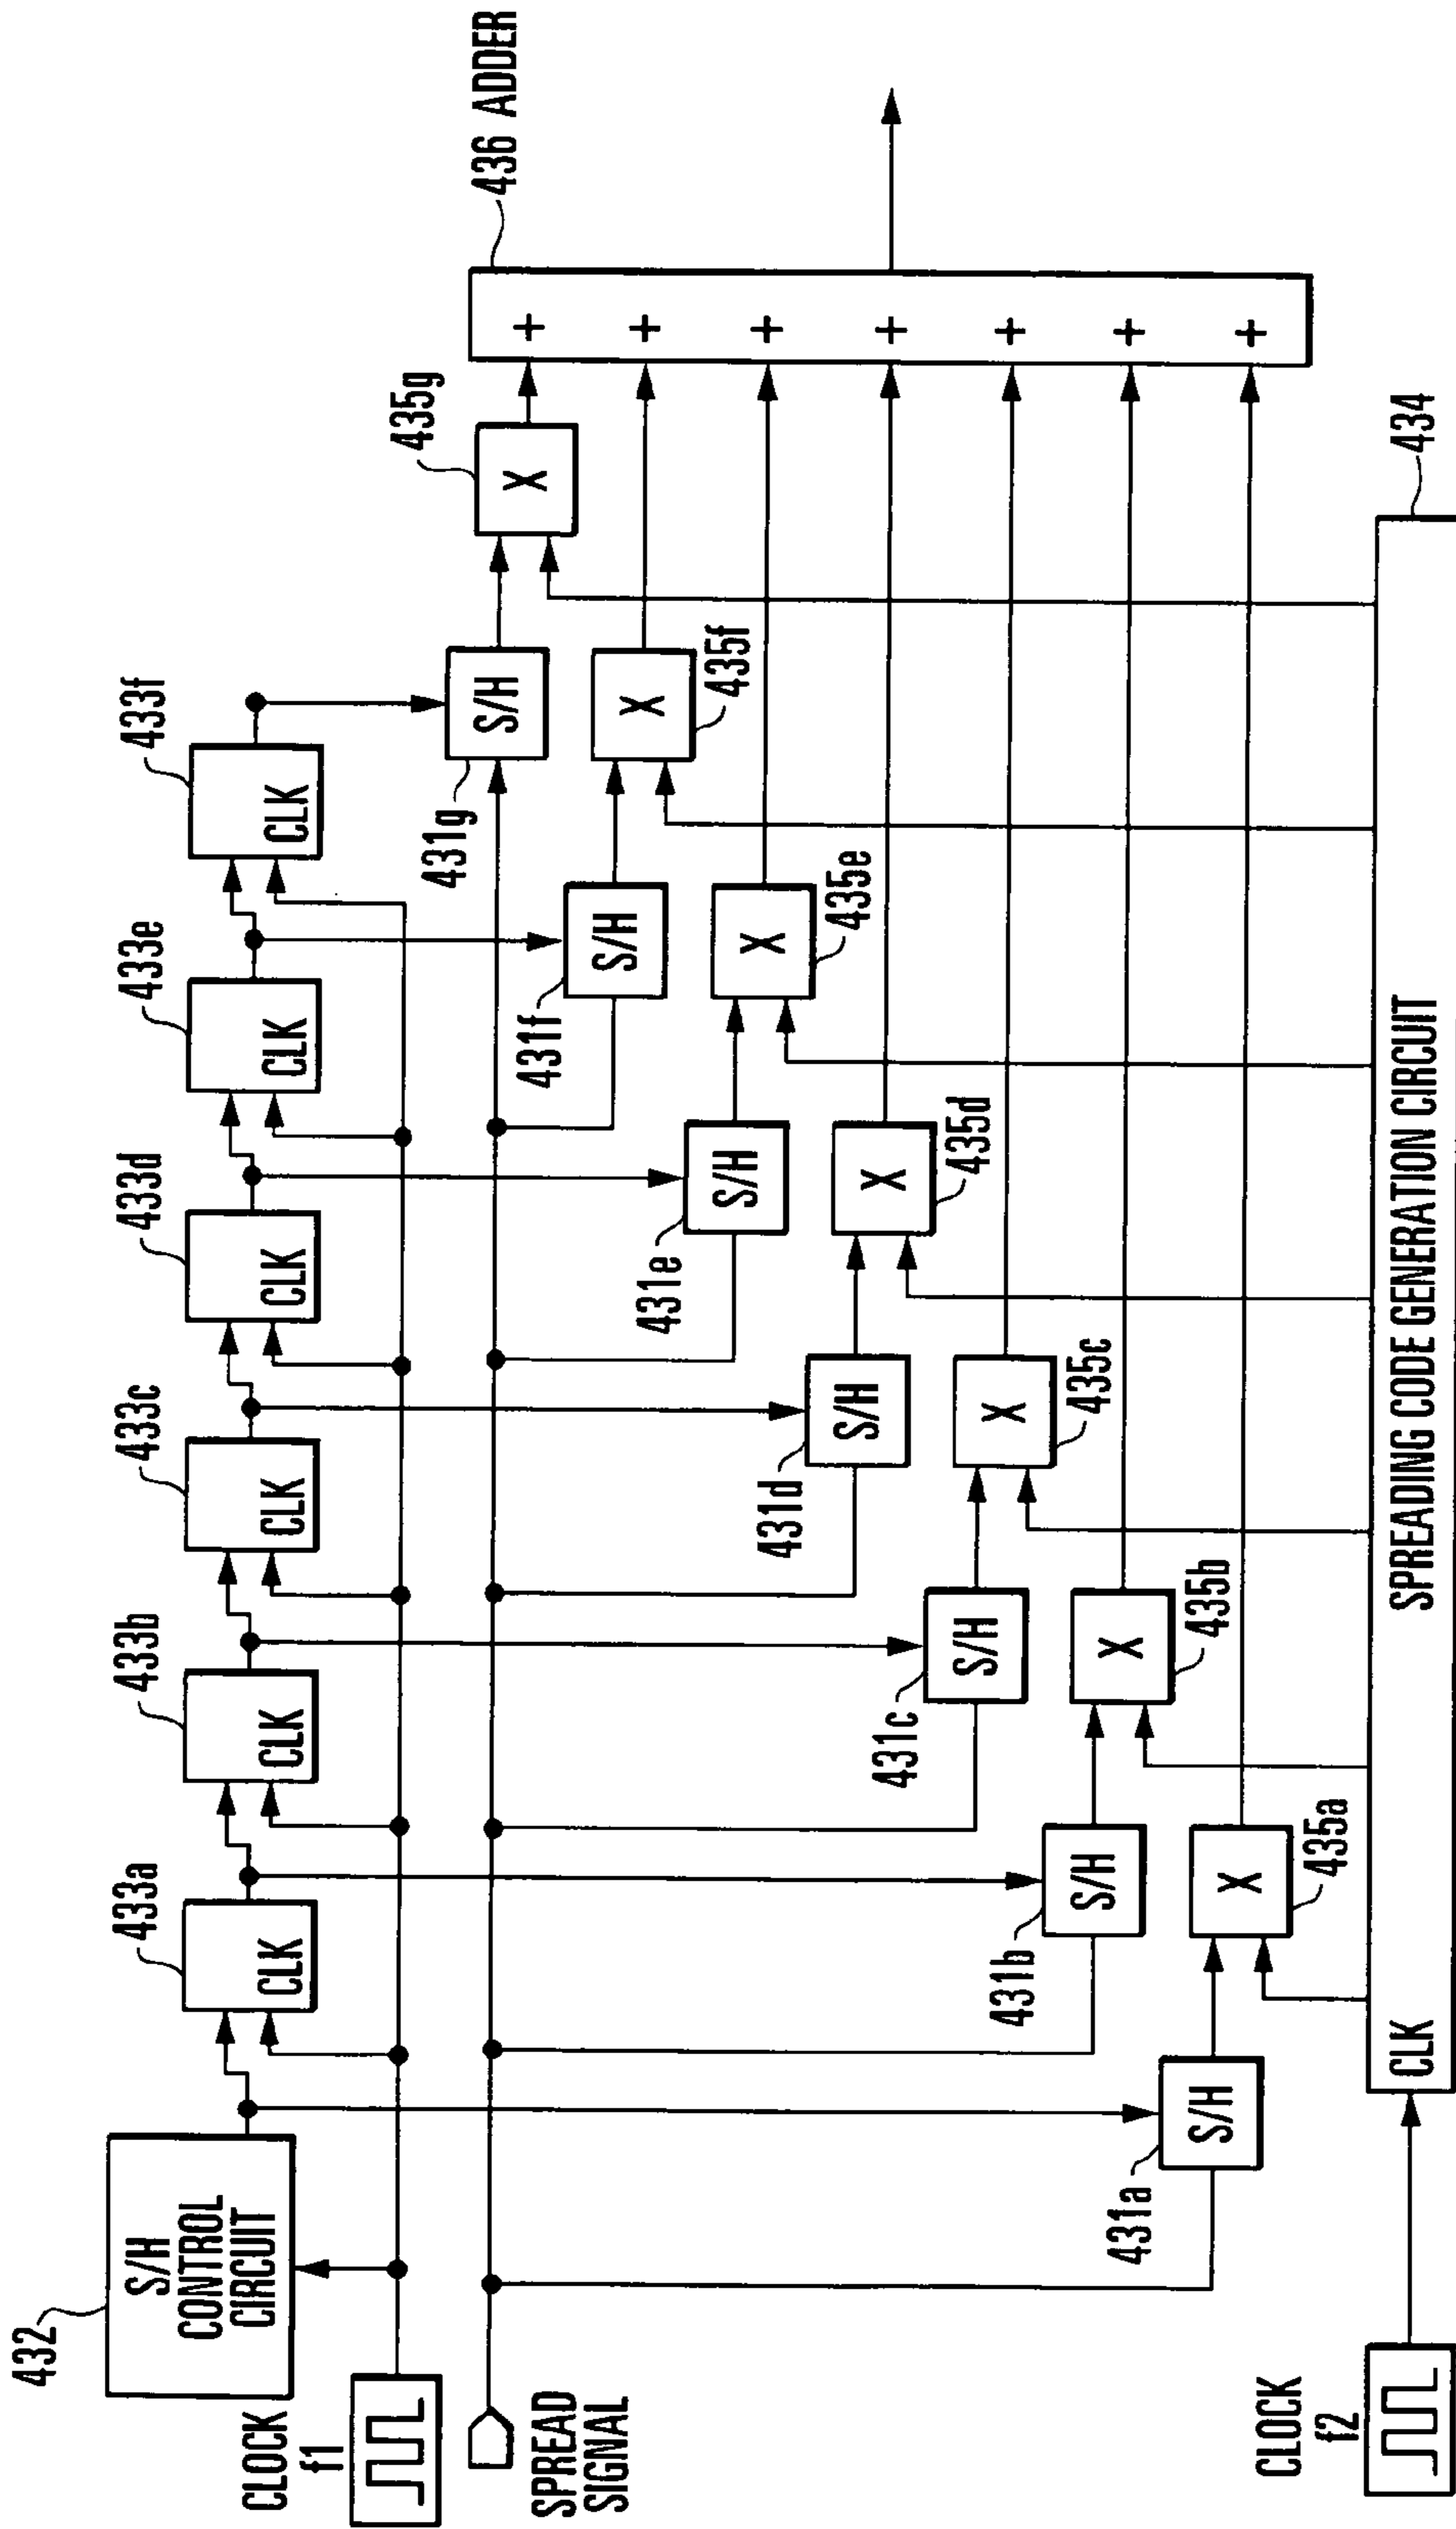 432
S/H
CONTROL
CIRCUIT
433a
CLK
433b
CLK
433c
CLK
433d
CLK
433e
CLK
433f
CLK
CLOCK
f1
SPREAD
SIGNAL
431a
S/H
431b
S/H
431c
S/H
431d
S/H
431e
S/H
431f
S/H
431g
S/H
X
435a
X
435b
X
435c
X
435d
X
435e
X
435f
X
435g
436 ADDER
+
+
+
+
+
+
+
CLOCK
f2
CLK
SPREADING CODE GENERATION CIRCUIT
434